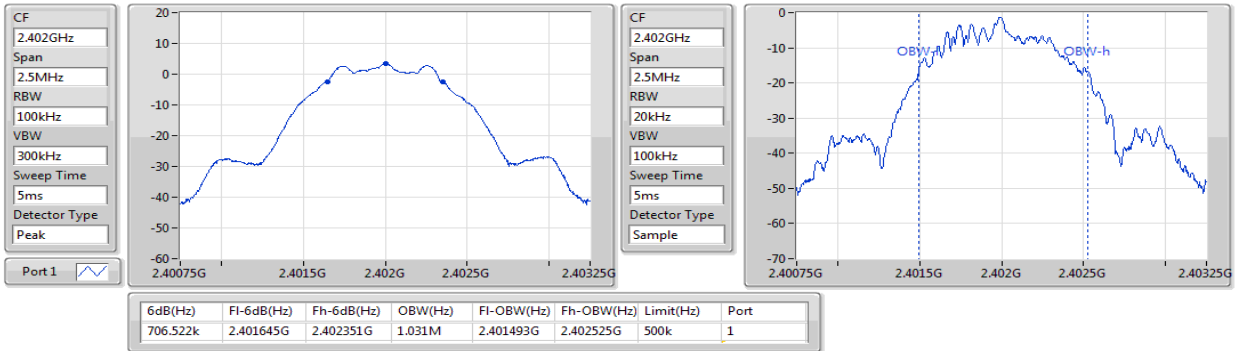 CF
2.402GHz
Span
2.5MHz
RBW
100kHz
VBW
300kHz
Sweep Time
5ms
Detector Type
Peak
Port 1
20
10
0
-10
-20
-30
-40
-50
-60
2.40075G 2.4015G 2.402G 2.4025G 2.40325G
CF
2.402GHz
Span
2.5MHz
RBW
20kHz
VBW
100kHz
Sweep Time
5ms
Detector Type
Sample
0
-10
-20
-30
-40
-50
-60
-70
OBW-l OBW-h
2.40075G 2.4015G 2.402G 2.4025G 2.40325G
6dB(Hz) Fl-6dB(Hz) Fh-6dB(Hz) OBW(Hz) Fl-OBW(Hz) Fh-OBW(Hz) Limit(Hz) Port
706.522k 2.401645G 2.402351G 1.031M 2.401493G 2.402525G 500k 1